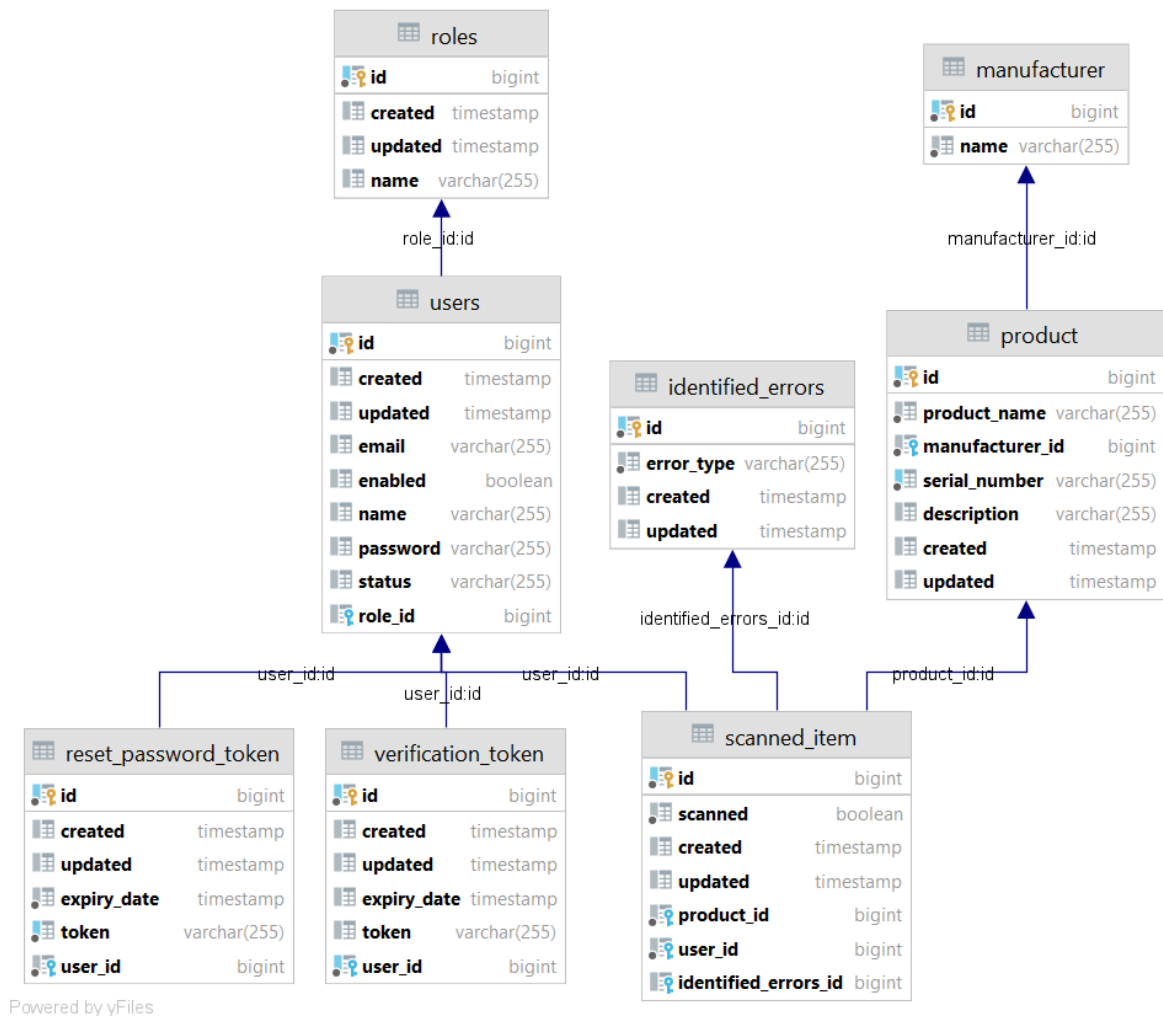 roles
id bigint
created timestamp
updated timestamp
name varchar(255)
manufacturer
id bigint
name varchar(255)
role_id:id
manufacturer_id:id
users
id bigint
created timestamp
updated timestamp
email varchar(255)
enabled boolean
name varchar(255)
password varchar(255)
status varchar(255)
role_id bigint
identified_errors
id bigint
error_type varchar(255)
created timestamp
updated timestamp
product
id bigint
product_name varchar(255)
manufacturer_id bigint
serial_number varchar(255)
description varchar(255)
created timestamp
updated timestamp
identified_errors_id:id
user_id:id
user_id:id
user_id:id
product_id:id
reset_password_token
id bigint
created timestamp
updated timestamp
expiry_date timestamp
token varchar(255)
user_id bigint
verification_token
id bigint
created timestamp
updated timestamp
expiry_date timestamp
token varchar(255)
user_id bigint
scanned_item
id bigint
scanned boolean
created timestamp
updated timestamp
product_id bigint
user_id bigint
identified_errors_id bigint
Powered by yFiles